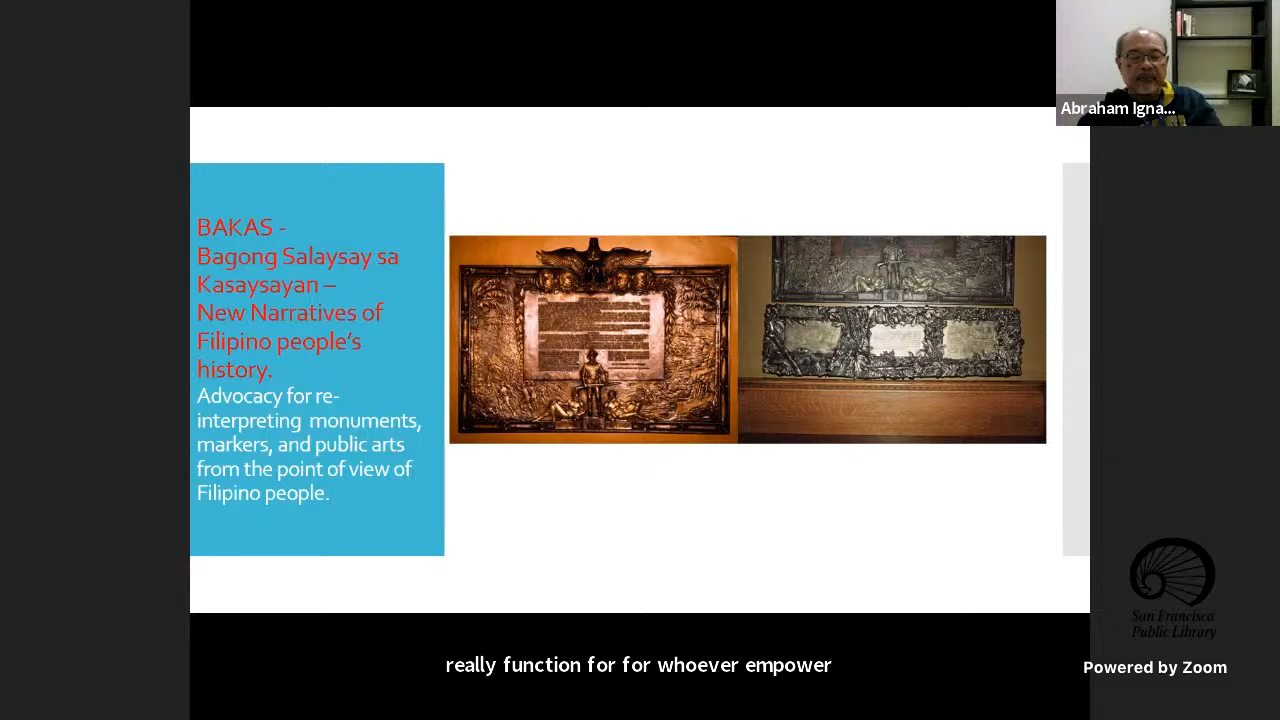 Abraham Igna...
BAKAS -
Bagong Salaysay sa
Kasaysayan –
New Narratives of
Filipino people's
history.
Advocacy for re-
interpreting monuments,
markers, and public arts
from the point of view of
Filipino people.
San Francisco
Public Library
really function for for whoever empower
Powered by Zoom